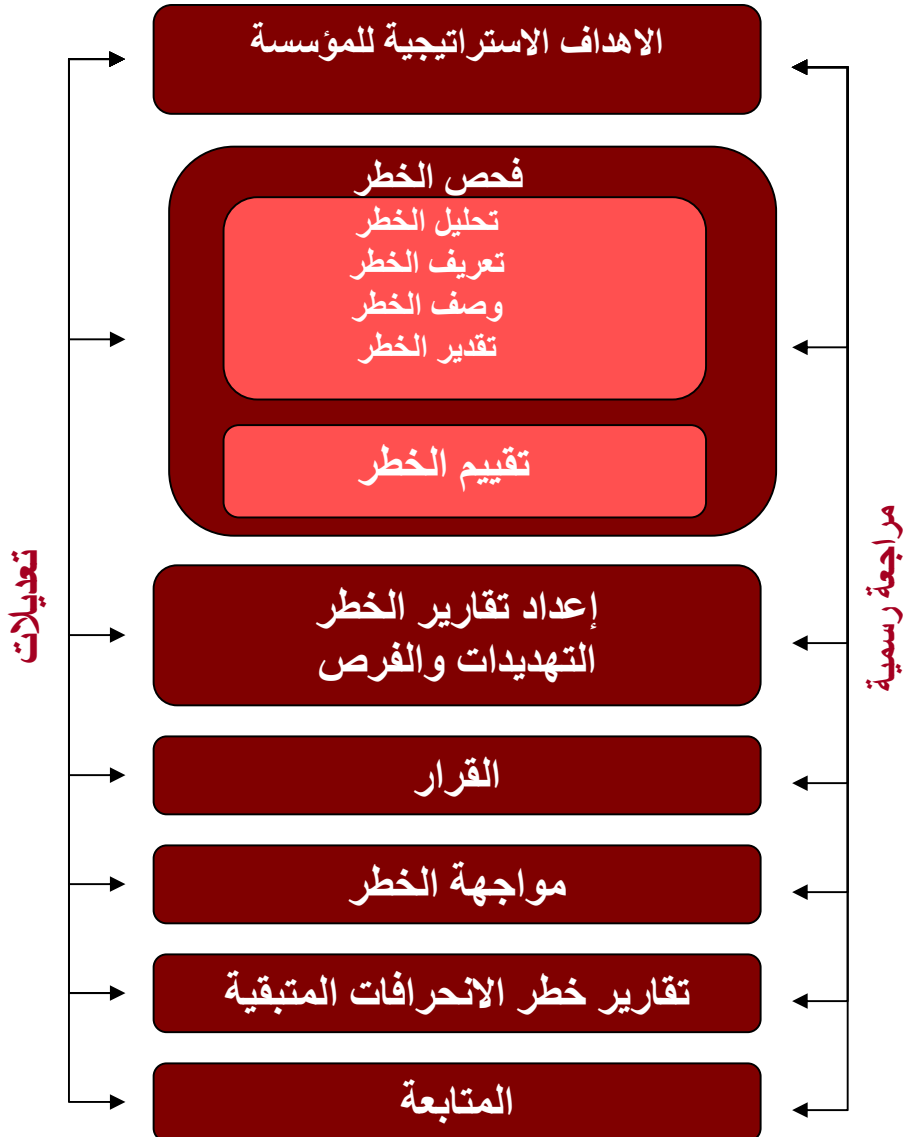 الاهداف الاستراتيجية للمؤسسة
فحص الخطر
تحليل الخطر
تعريف الخطر
وصف الخطر
تقدير الخطر
تقييم الخطر
إعداد تقارير الخطر
التهديدات والفرص
القرار
مواجهة الخطر
تقارير خطر الانحرافات المتبقية
المتابعة
مراجعة رسمية
تعديلات